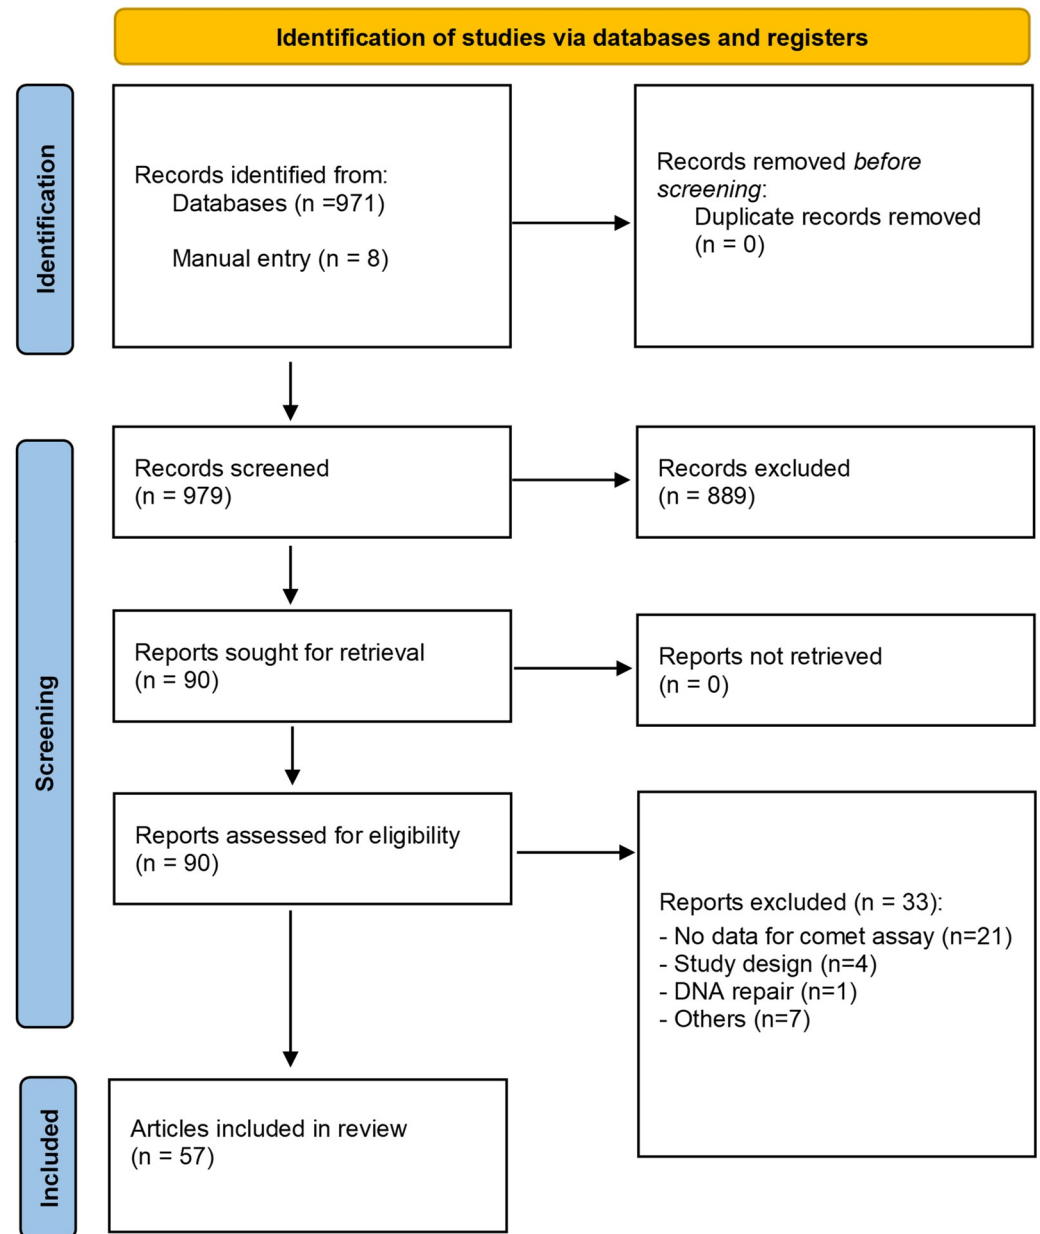 Identification of studies via databases and registers
Identification
Records identified from:
Databases (n =971)
Manual entry (n = 8)
Records removed before
screening:
Duplicate records removed
(n = 0)
Screening
Records screened
(n = 979)
Records excluded
(n = 889)
Reports sought for retrieval
(n = 90)
Reports not retrieved
(n = 0)
Reports assessed for eligibility
(n = 90)
Reports excluded (n = 33):
- No data for comet assay (n=21)
- Study design (n=4)
- DNA repair (n=1)
- Others (n=7)
Included
Articles included in review
(n = 57)